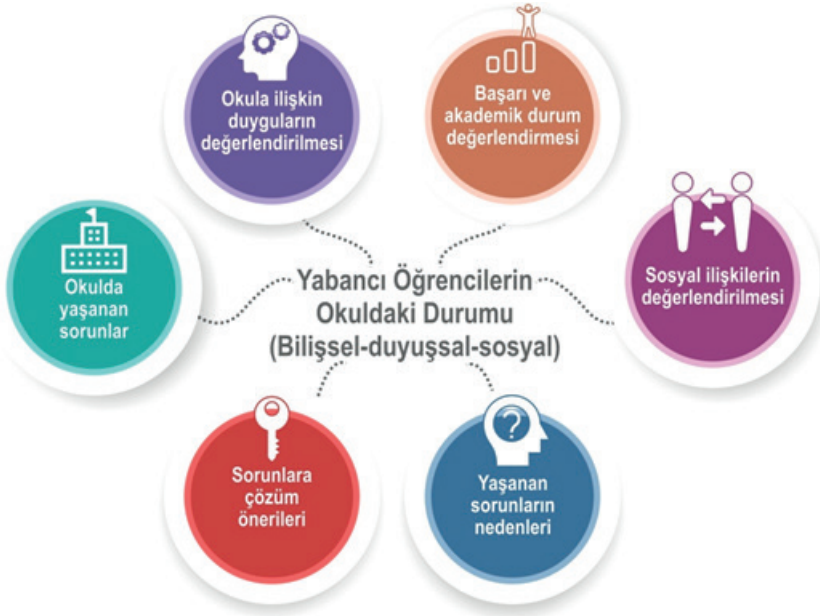 Okula ilişkin
duyguların
değerlendirilmesi
Başarı ve
akademik durum
değerlendirmesi
Okulda
yaşanan
sorunlar
Yabancı Öğrencilerin
Okuldaki Durumu
(Bilişsel-duyuşsal-sosyal)
Sosyal ilişkilerin
değerlendirilmesi
Sorunlara
çözüm
önerileri
?
Yaşanan
sorunların
nedenleri